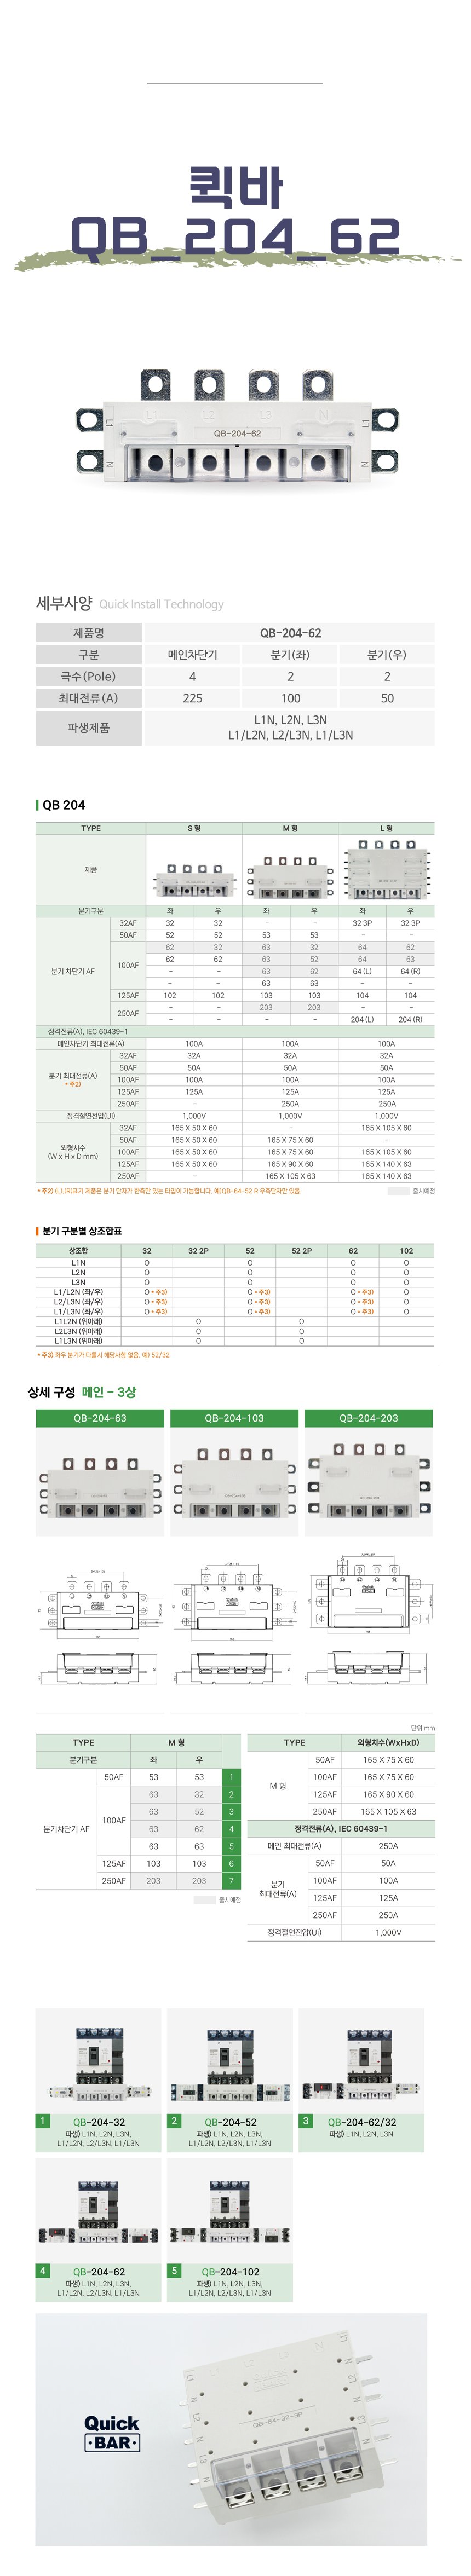 퀵바
QB_204_62
L1 L2 L3 N
L1 L1
QB-204-62
N N
세부사양 Quick Install Technology
제품명 QB-204-62
구분 메인차단기 분기(좌) 분기(우)
극수(Pole) 4 2 2
최대전류(A) 225 100 50
파생제품 L1N, L2N, L3N
L1/L2N, L2/L3N, L1/L3N
QB 204
TYPE S 형 M 형 L 형
제품
분기구분 좌 우 좌 우 좌 우
분기 차단기 AF
32AF 32 32 - - 32 3P 32 3P
50AF 52 52 53 53 - -
100AF 62 32 63 32 64 62
62 62 63 52 64 63
- - 63 62 64 (L) 64 (R)
- - 63 63 - -
125AF 102 102 103 103 104 104
250AF - - 203 203 - -
- - - - 204 (L) 204 (R)
정격전류(A), IEC 60439-1
메인차단기 최대전류(A) 100A 100A 100A
분기 최대전류(A)
* 주2)
32AF 32A 32A 32A
50AF 50A 50A 50A
100AF 100A 100A 100A
125AF 125A 125A 125A
250AF - 250A 250A
정격절연전압(Ui) 1,000V 1,000V 1,000V
외형치수
(W x H x D mm)
32AF 165 X 50 X 60 - 165 X 105 X 60
50AF 165 X 50 X 60 165 X 75 X 60 -
100AF 165 X 50 X 60 165 X 75 X 60 165 X 105 X 60
125AF 165 X 50 X 60 165 X 90 X 60 165 X 140 X 63
250AF - 165 X 105 X 63 165 X 140 X 63
* 주2) (L),(R)표기 제품은 분기 단자가 한측만 있는 타입이 가능합니다. 예)QB-64-52 R 우측단자만 있음.
출시예정
분기 구분별 상조합표
상조합 32 32 2P 52 52 2P 62 102
L1N O O O O
L2N O O O O
L3N O O O O
L1/L2N (좌/우) O * 주3) O * 주3) O * 주3) O
L2/L3N (좌/우) O * 주3) O * 주3) O * 주3) O
L1/L3N (좌/우) O * 주3) O * 주3) O * 주3) O
L1L2N (위아래) O O
L2L3N (위아래) O O
L1L3N (위아래) O O
* 주3) 좌우 분기가 다를시 해당사항 없음. 예) 52/32
상세 구성 메인 - 3상
QB-204-63 QB-204-103 QB-204-203
단위 mm
TYPE M 형
분기구분 좌 우
분기차단기 AF
50AF 53 53 1
100AF 63 32 2
63 52 3
63 62 4
63 63 5
125AF 103 103 6
250AF 203 203 7
출시예정
TYPE 외형치수(WxHxD)
M 형
50AF 165 X 75 X 60
100AF 165 X 75 X 60
125AF 165 X 90 X 60
250AF 165 X 105 X 63
정격전류(A), IEC 60439-1
메인 최대전류(A) 250A
분기
최대전류(A)
50AF 50A
100AF 100A
125AF 125A
250AF 250A
정격절연전압(Ui) 1,000V
1 QB-204-32
파생) L1N, L2N, L3N,
L1/L2N, L2/L3N, L1/L3N
2 QB-204-52
파생) L1N, L2N, L3N,
L1/L2N, L2/L3N, L1/L3N
3 QB-204-62/32
파생) L1N, L2N, L3N
4 QB-204-62
파생) L1N, L2N, L3N,
L1/L2N, L2/L3N, L1/L3N
5 QB-204-102
파생) L1N, L2N, L3N,
L1/L2N, L2/L3N, L1/L3N
Quick
·BAR·